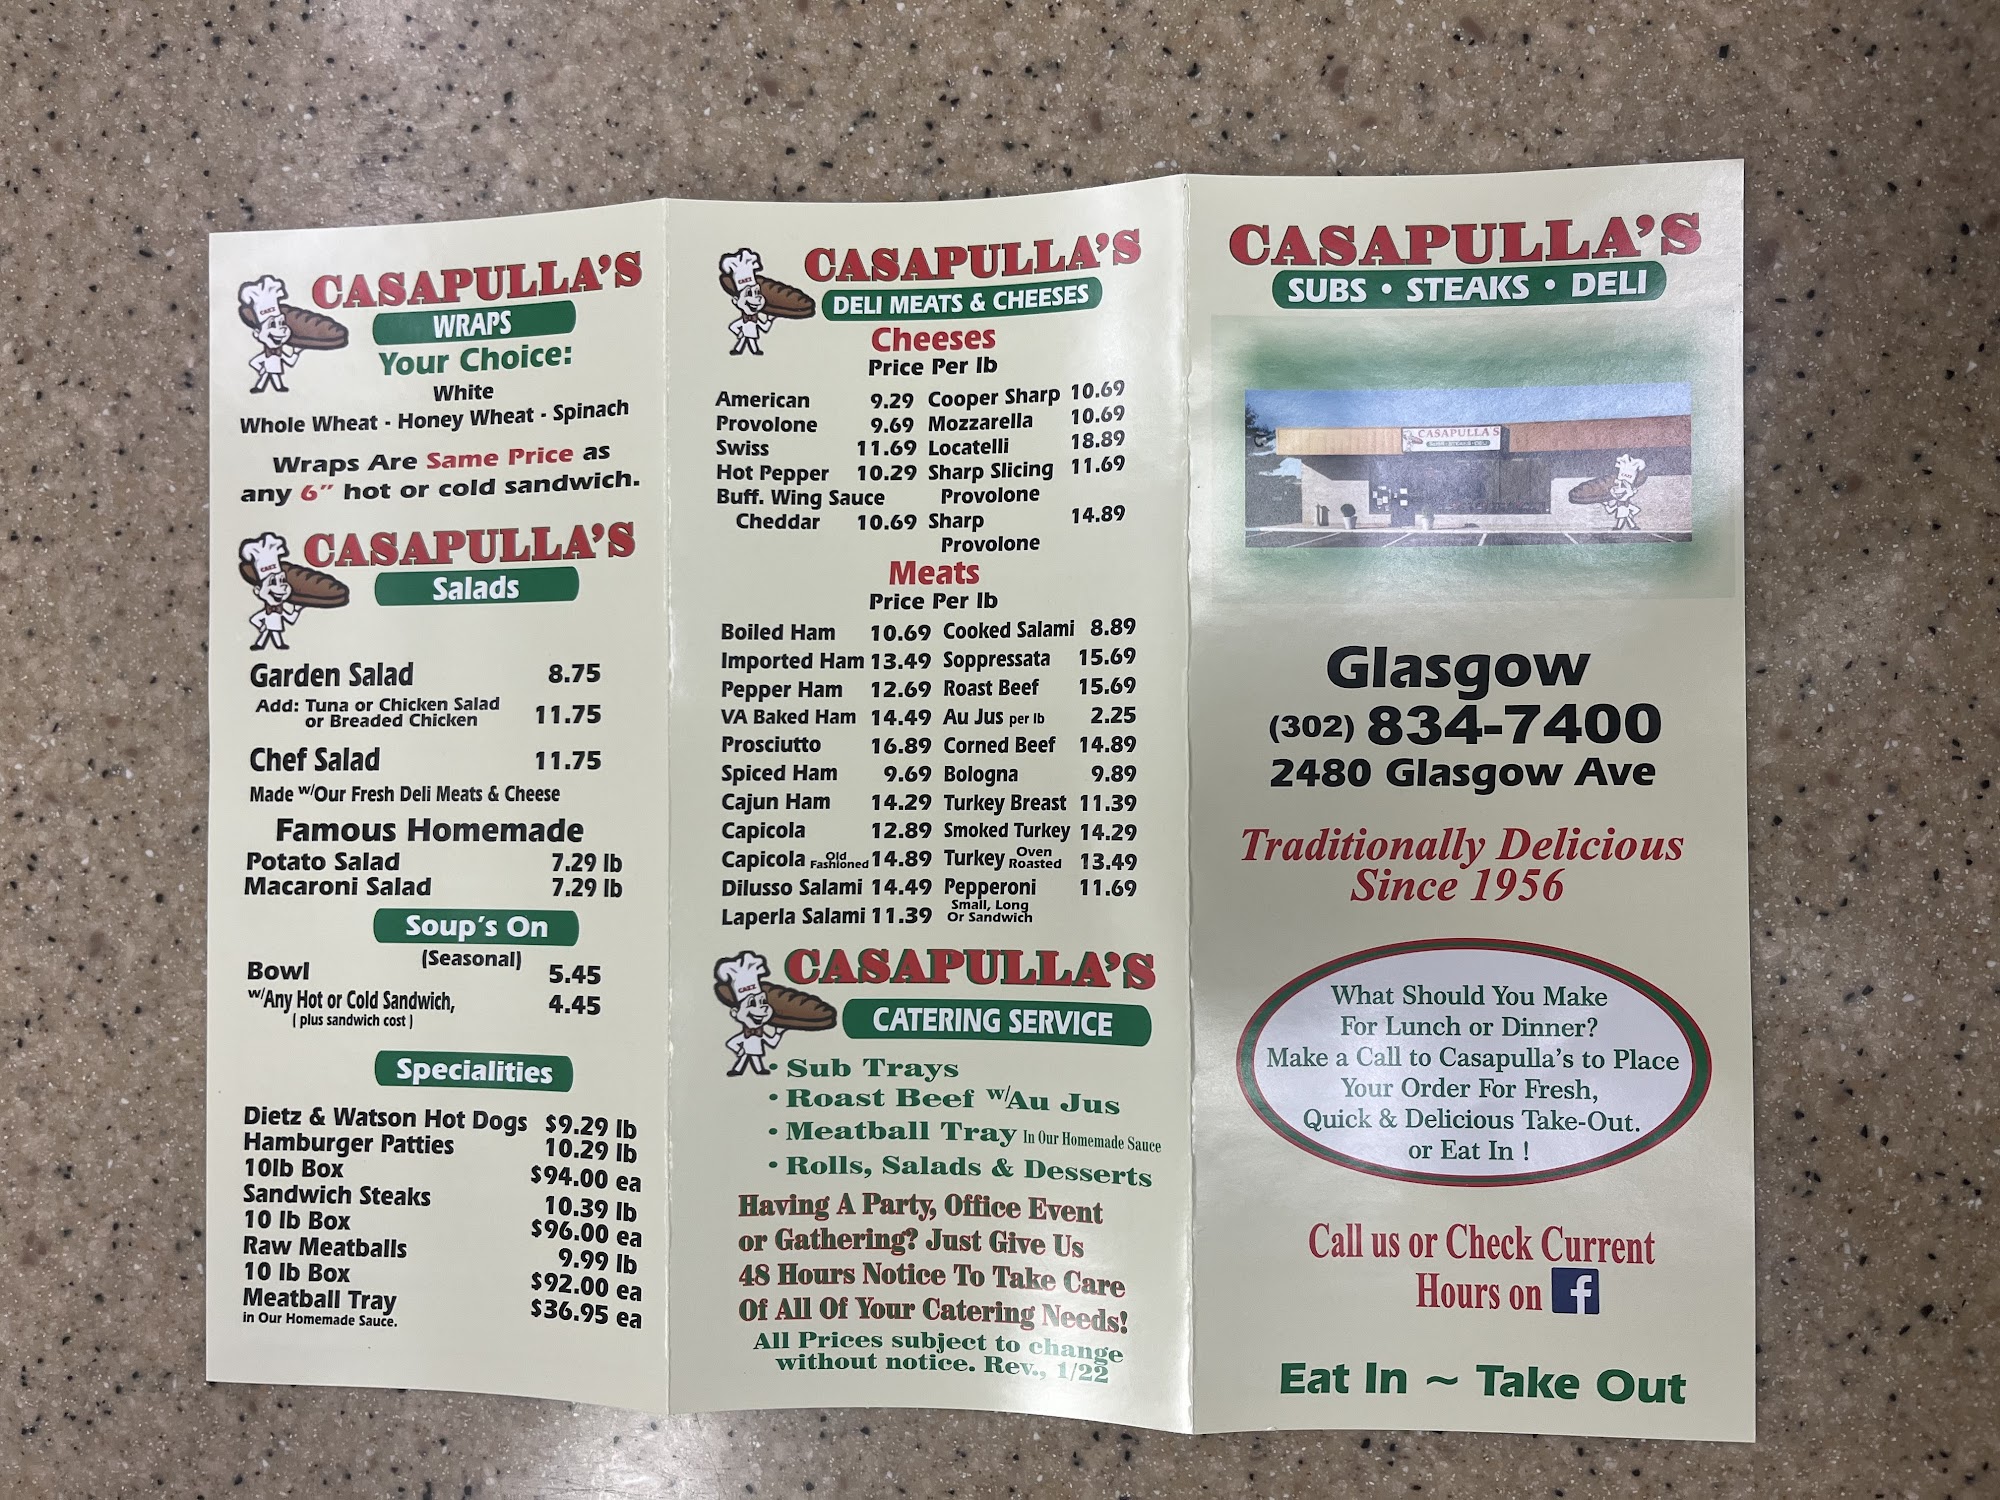 CASAPULLA'S
WRAPS
Your Choice:
White
Whole Wheat - Honey Wheat - Spinach
Wraps Are Same Price as
any 6" hot or cold sandwich.
CASAPULLA'S
Salads
Garden Salad 8.75
Add: Tuna or Chicken Salad
or Breaded Chicken 11.75
Chef Salad 11.75
Made w/Our Fresh Deli Meats & Cheese
Famous Homemade
Potato Salad 7.29 lb
Macaroni Salad 7.29 lb
Soup's On
(Seasonal)
Bowl 5.45
w/Any Hot or Cold Sandwich, 4.45
( plus sandwich cost )
Specialities
Dietz & Watson Hot Dogs $9.29 lb
Hamburger Patties 10.29 lb
10lb Box $94.00 ea
Sandwich Steaks 10.39 lb
10 lb Box $96.00 ea
Raw Meatballs 9.99 lb
10 lb Box $92.00 ea
Meatball Tray $36.95 ea
in Our Homemade Sauce.
CASAPULLA'S
DELI MEATS & CHEESES
Cheeses
Price Per lb
American 9.29 Cooper Sharp 10.69
Provolone 9.69 Mozzarella 10.69
Swiss 11.69 Locatelli 18.89
Hot Pepper 10.29 Sharp Slicing 11.69
Buff. Wing Sauce Provolone
Cheddar 10.69 Sharp 14.89
Provolone
Meats
Price Per lb
Boiled Ham 10.69 Cooked Salami 8.89
Imported Ham 13.49 Soppressata 15.69
Pepper Ham 12.69 Roast Beef 15.69
VA Baked Ham 14.49 Au Jus per lb 2.25
Prosciutto 16.89 Corned Beef 14.89
Spiced Ham 9.69 Bologna 9.89
Cajun Ham 14.29 Turkey Breast 11.39
Capicola 12.89 Smoked Turkey 14.29
Capicola Old Fashioned 14.89 Turkey Oven Roasted 13.49
Dilusso Salami 14.49 Pepperoni 11.69
Laperla Salami 11.39 Small, Long
Or Sandwich
CASAPULLA'S
CATERING SERVICE
• Sub Trays
• Roast Beef w/Au Jus
• Meatball Tray In Our Homemade Sauce
• Rolls, Salads & Desserts
Having A Party, Office Event
or Gathering? Just Give Us
48 Hours Notice To Take Care
Of All Of Your Catering Needs!
All Prices subject to change
without notice. Rev., 1/22
CASAPULLA'S
SUBS • STEAKS • DELI
CASAPULLA'S
SUBS • STEAKS • DELI
Glasgow
(302) 834-7400
2480 Glasgow Ave
Traditionally Delicious
Since 1956
What Should You Make
For Lunch or Dinner?
Make a Call to Casapulla's to Place
Your Order For Fresh,
Quick & Delicious Take-Out.
or Eat In !
Call us or Check Current
Hours on f
Eat In ~ Take Out